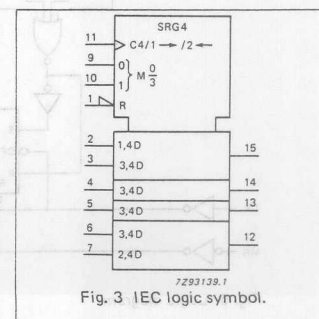 SRG4
11 C4/1 → /2 ←
9 0
10 1 } M 0/3
1 R
2 1,4D 15
3 3,4D
4 3,4D 14
5 3,4D 13
6 3,4D 12
7 2,4D
7Z93139.1
Fig. 3 IEC logic symbol.